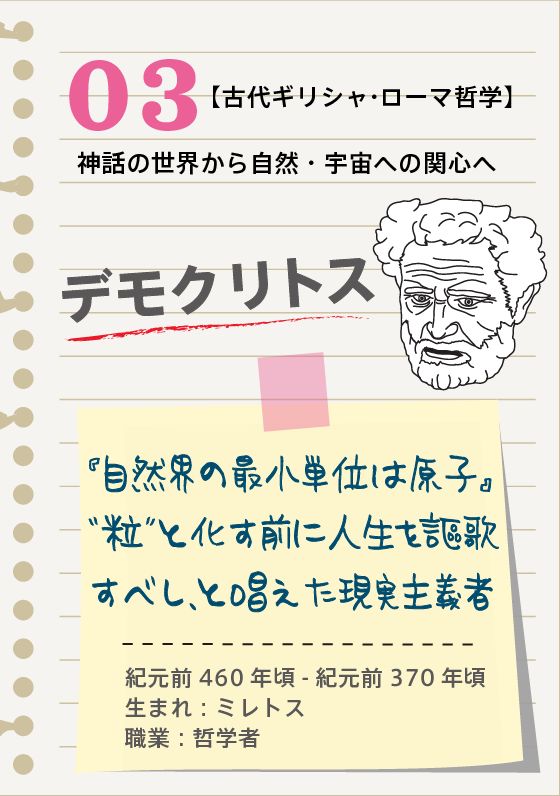 03【古代ギリシャ・ローマ哲学】
神話の世界から自然・宇宙への関心へ
デモクリトス
『自然界の最小単位は原子』
“粒”と化す前に人生を謳歌
すべし、と唱えた現実主義者
紀元前 460 年頃 - 紀元前 370 年頃
生まれ：ミレトス
職業：哲学者